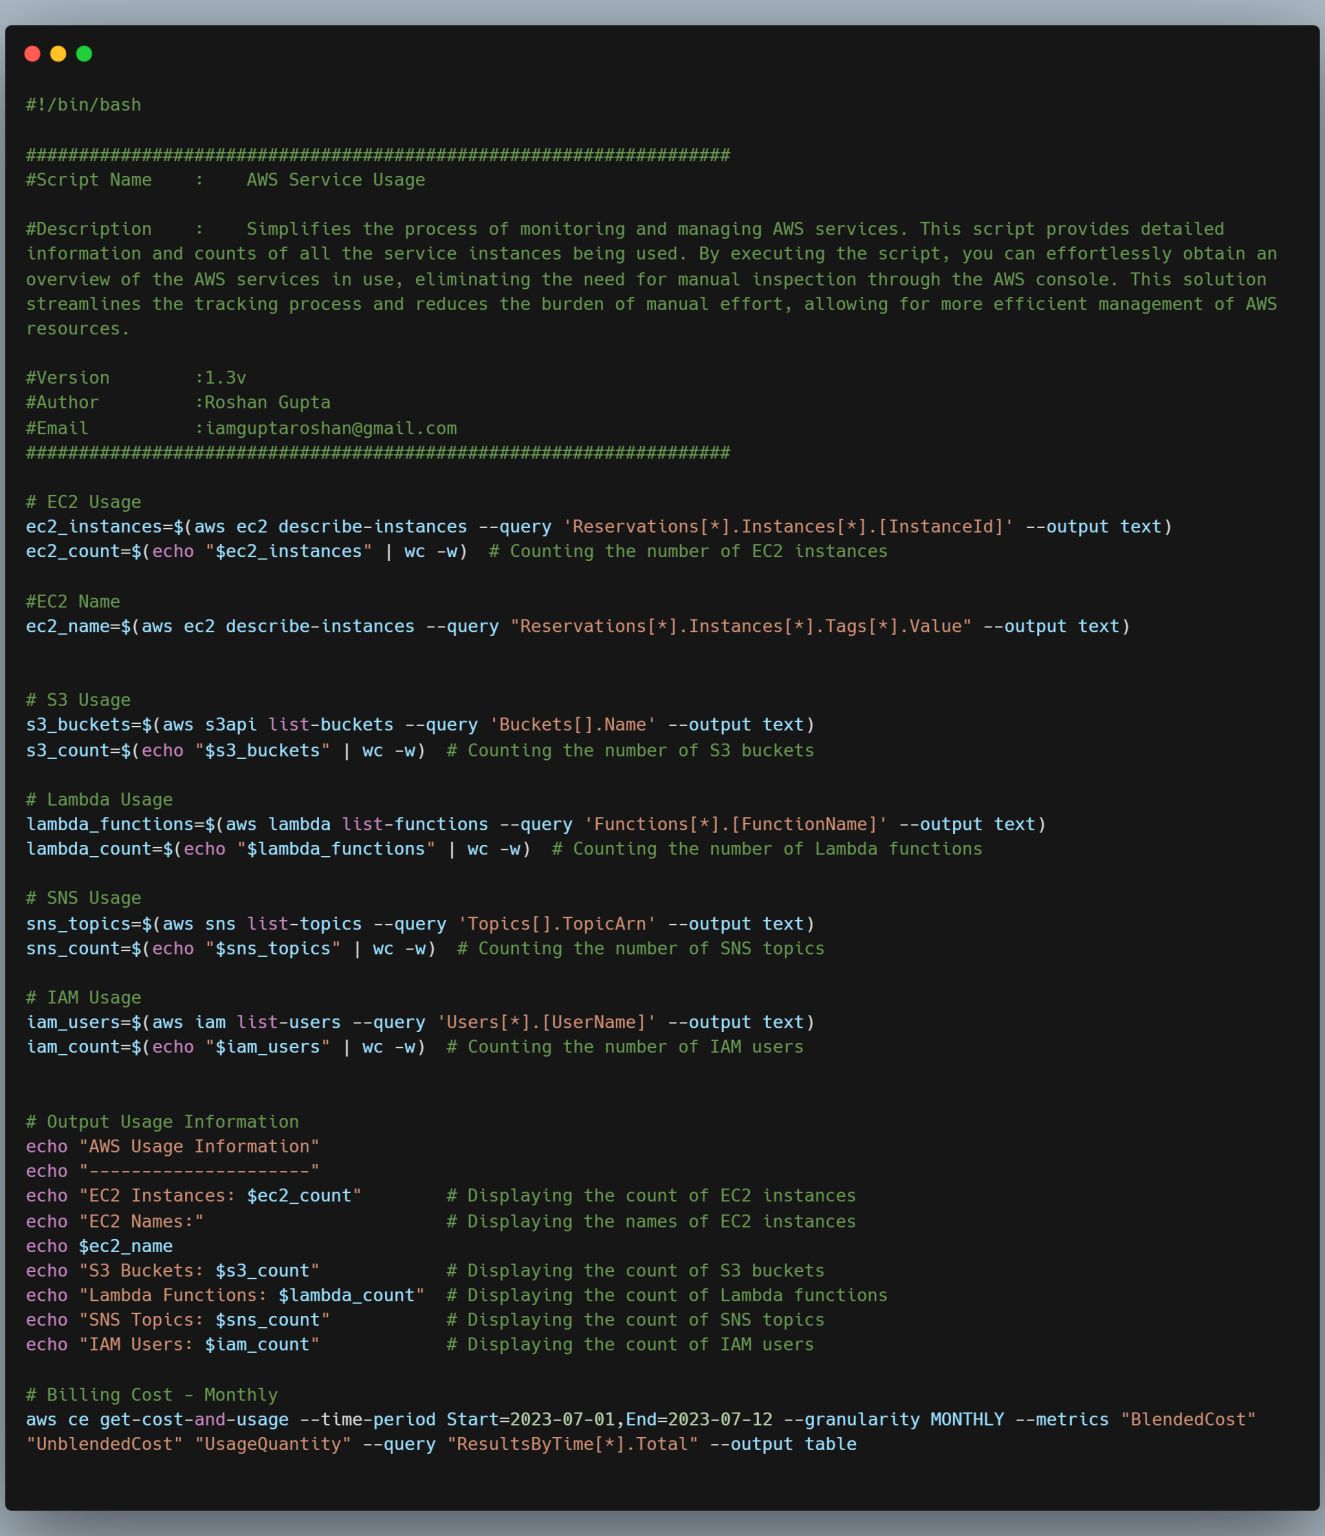 #!/bin/bash
###################################################################
#Script Name    :    AWS Service Usage
#Description    :    Simplifies the process of monitoring and managing AWS services. This script provides detailed
information and counts of all the service instances being used. By executing the script, you can effortlessly obtain an
overview of the AWS services in use, eliminating the need for manual inspection through the AWS console. This solution
streamlines the tracking process and reduces the burden of manual effort, allowing for more efficient management of AWS
resources.
#Version        :1.3v
#Author         :Roshan Gupta
#Email          :iamguptaroshan@gmail.com
###################################################################
# EC2 Usage
ec2_instances=$(aws ec2 describe-instances --query 'Reservations[*].Instances[*].[InstanceId]' --output text)
ec2_count=$(echo "$ec2_instances" | wc -w)  # Counting the number of EC2 instances
#EC2 Name
ec2_name=$(aws ec2 describe-instances --query "Reservations[*].Instances[*].Tags[*].Value" --output text)
# S3 Usage
s3_buckets=$(aws s3api list-buckets --query 'Buckets[].Name' --output text)
s3_count=$(echo "$s3_buckets" | wc -w)  # Counting the number of S3 buckets
# Lambda Usage
lambda_functions=$(aws lambda list-functions --query 'Functions[*].[FunctionName]' --output text)
lambda_count=$(echo "$lambda_functions" | wc -w)  # Counting the number of Lambda functions
# SNS Usage
sns_topics=$(aws sns list-topics --query 'Topics[].TopicArn' --output text)
sns_count=$(echo "$sns_topics" | wc -w)  # Counting the number of SNS topics
# IAM Usage
iam_users=$(aws iam list-users --query 'Users[*].[UserName]' --output text)
iam_count=$(echo "$iam_users" | wc -w)  # Counting the number of IAM users
# Output Usage Information
echo "AWS Usage Information"
echo "---------------------"
echo "EC2 Instances: $ec2_count"        # Displaying the count of EC2 instances
echo "EC2 Names:"                       # Displaying the names of EC2 instances
echo $ec2_name
echo "S3 Buckets: $s3_count"            # Displaying the count of S3 buckets
echo "Lambda Functions: $lambda_count"  # Displaying the count of Lambda functions
echo "SNS Topics: $sns_count"           # Displaying the count of SNS topics
echo "IAM Users: $iam_count"            # Displaying the count of IAM users
# Billing Cost - Monthly
aws ce get-cost-and-usage --time-period Start=2023-07-01,End=2023-07-12 --granularity MONTHLY --metrics "BlendedCost"
"UnblendedCost" "UsageQuantity" --query "ResultsByTime[*].Total" --output table